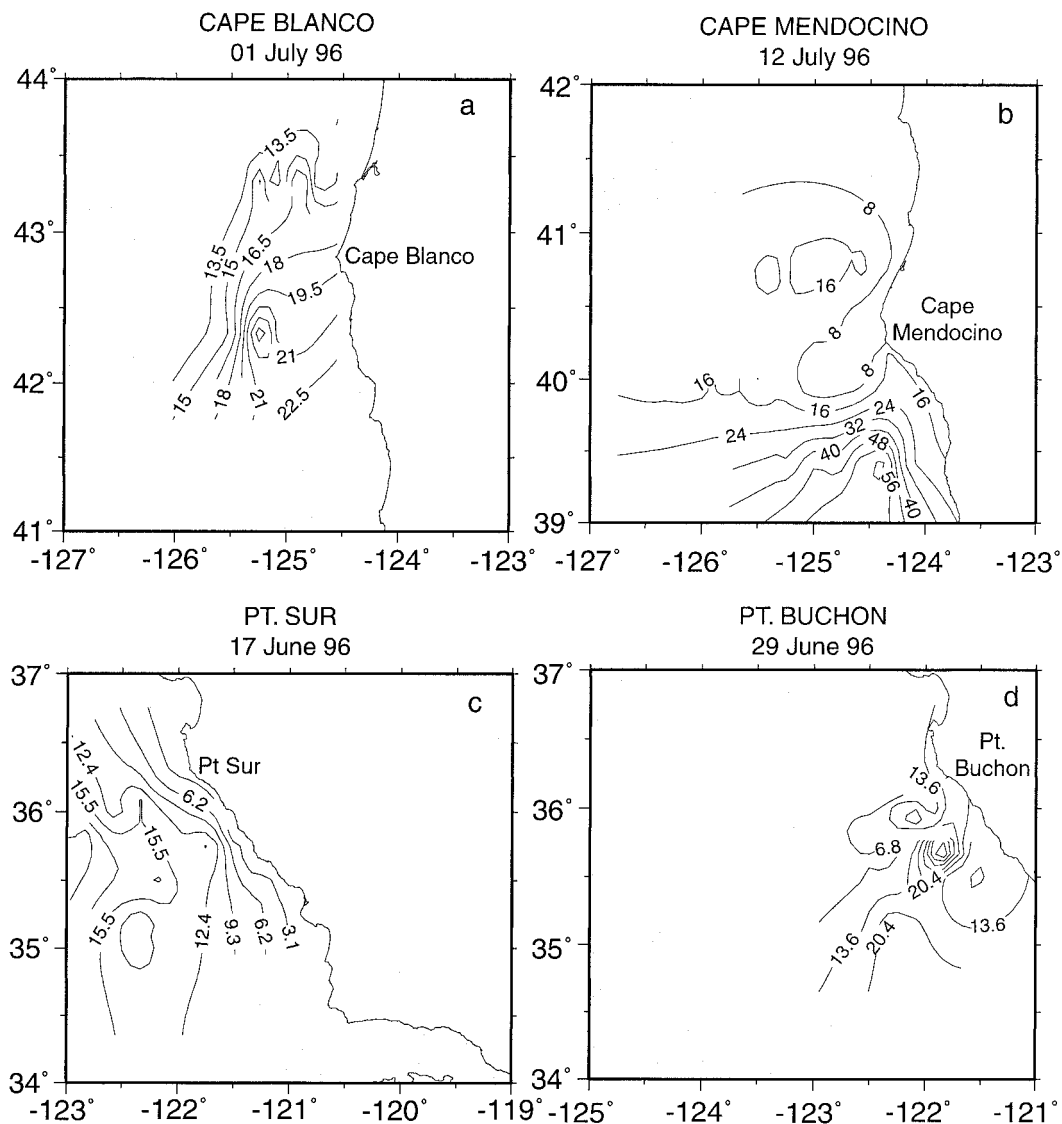 CAPE BLANCO
01 July 96
44°
43°
42°
41°
-127° -126° -125° -124° -123°
a
13.5
13.5
15
16.5
18
19.5
21
15
18
21
22.5
Cape Blanco
CAPE MENDOCINO
12 July 96
42°
41°
40°
39°
-127° -126° -125° -124° -123°
b
8
16
8
8
16
16
16
24
24
32
40
48
56
40
Cape
Mendocino
PT. SUR
17 June 96
37°
36°
35°
34°
-123° -122° -121° -120° -119°
c
Pt Sur
12.4
6.2
15.5
15.5
15.5
12.4
9.3
6.2
3.1
PT. BUCHON
29 June 96
37°
36°
35°
34°
-125° -124° -123° -122° -121°
d
Pt.
Buchon
13.6
6.8
20.4
13.6
13.6
20.4